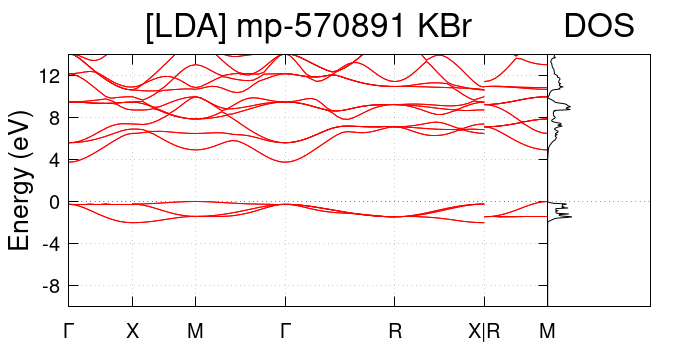 [LDA] mp-570891 KBr
DOS
Energy (eV)
12
8
4
0
-4
-8
Γ X M Γ R X|R M